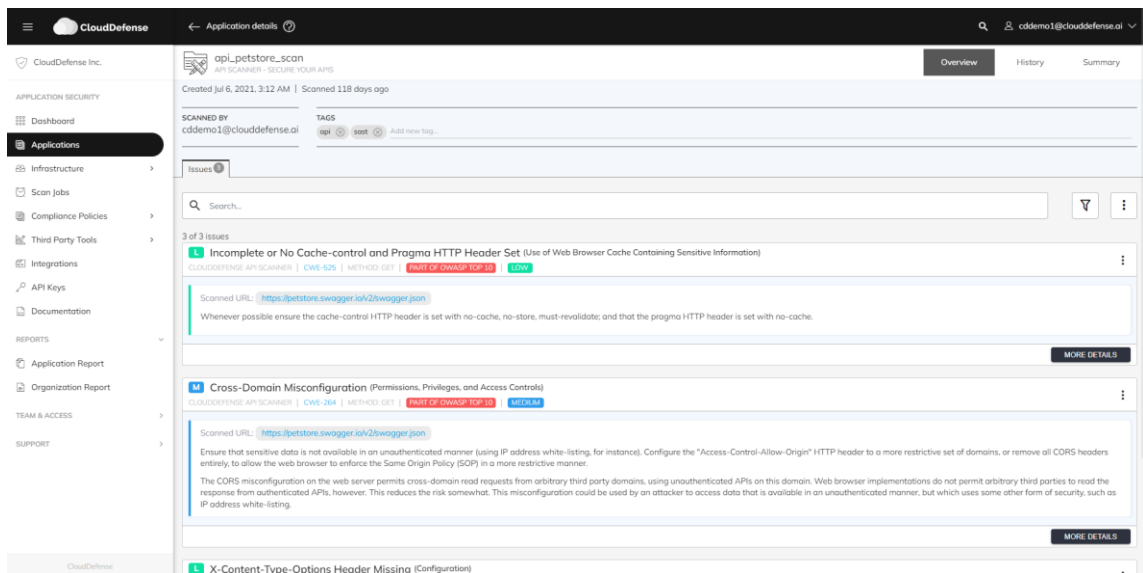 CloudDefense
← Application details
cddemo1@clouddefense.ai
CloudDefense Inc.
APPLICATION SECURITY
Dashboard
Applications
Infrastructure
Scan Jobs
Compliance Policies
Third Party Tools
Integrations
API Keys
Documentation
REPORTS
Application Report
Organization Report
TEAM & ACCESS
SUPPORT
CloudDefense
api_petstore_scan
API SCANNER - SECURE YOUR APIS
Overview History Summary
Created Jul 6, 2021, 3:12 AM | Scanned 118 days ago
SCANNED BY
cddemo1@clouddefense.ai
TAGS
api sast Add new tag...
Issues 3
Search...
3 of 3 issues
L Incomplete or No Cache-control and Pragma HTTP Header Set (Use of Web Browser Cache Containing Sensitive Information)
CLOUDDEFENSE API SCANNER | CWE-525 | METHOD: GET | PART OF OWASP TOP 10 | LOW
Scanned URL: https://petstore.swagger.io/v2/swagger.json
Whenever possible ensure the cache-control HTTP header is set with no-cache, no-store, must-revalidate; and that the pragma HTTP header is set with no-cache.
MORE DETAILS
M Cross-Domain Misconfiguration (Permissions, Privileges, and Access Controls)
CLOUDDEFENSE API SCANNER | CWE-264 | METHOD: GET | PART OF OWASP TOP 10 | MEDIUM
Scanned URL: https://petstore.swagger.io/v2/swagger.json
Ensure that sensitive data is not available in an unauthenticated manner (using IP address white-listing, for instance). Configure the "Access-Control-Allow-Origin" HTTP header to a more restrictive set of domains, or remove all CORS headers
entirely, to allow the web browser to enforce the Same Origin Policy (SOP) in a more restrictive manner.
The CORS misconfiguration on the web server permits cross-domain read requests from arbitrary third party domains, using unauthenticated APIs on this domain. Web browser implementations do not permit arbitrary third parties to read the
response from authenticated APIs, however. This reduces the risk somewhat. This misconfiguration could be used by an attacker to access data that is available in an unauthenticated manner, but which uses some other form of security, such as
IP address white-listing.
MORE DETAILS
L X-Content-Type-Options Header Missing (Configuration)